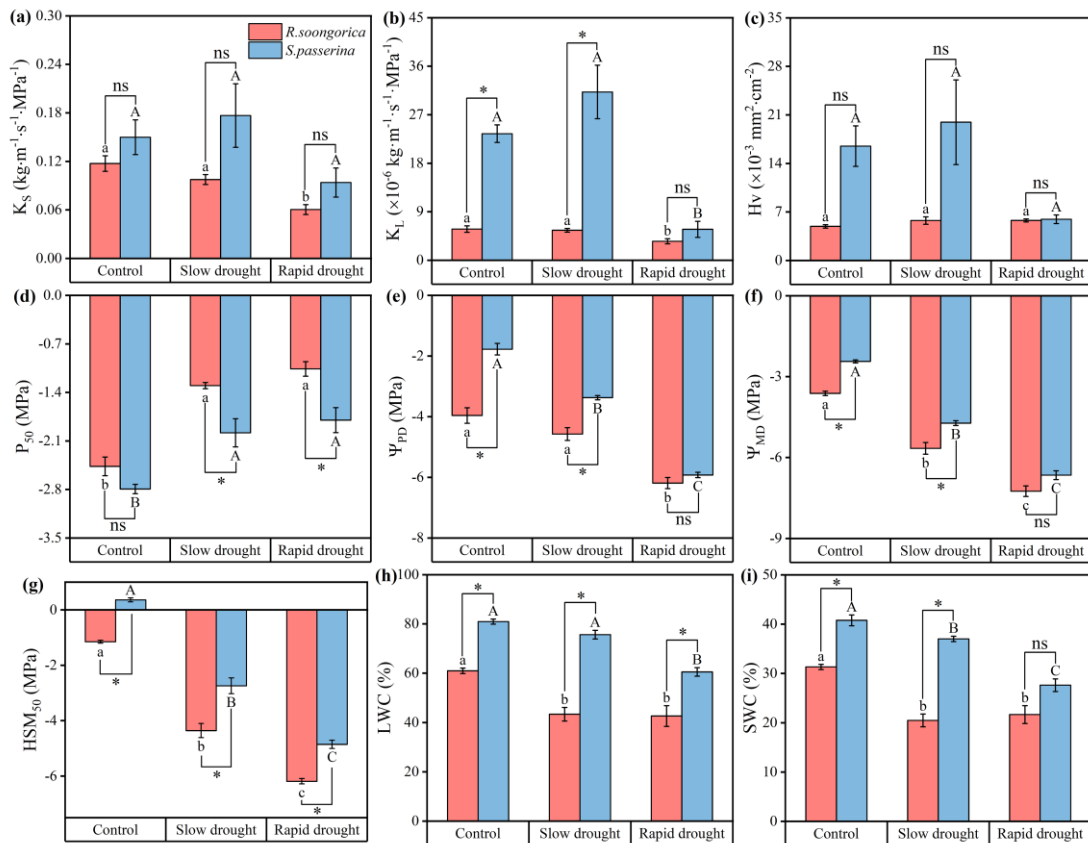 (a)
0.30
0.24
0.18
0.12
0.06
0.00
K_S (kg·m⁻¹·s⁻¹·MPa⁻¹)
R.soongorica
S.passerina
ns
a
A
ns
a
A
ns
b
A
Control Slow drought Rapid drought
(b)
45
36
27
18
9
0
K_L (×10⁻⁶ kg·m⁻¹·s⁻¹·MPa⁻¹)
*
a
A
*
a
A
ns
b
B
Control Slow drought Rapid drought
(c)
35
28
21
14
7
0
Hv (×10⁻³ mm²·cm⁻²)
ns
a
A
ns
a
A
ns
a
A
Control Slow drought Rapid drought
(d)
0.0
-0.7
-1.4
-2.1
-2.8
-3.5
P₅₀ (MPa)
b
B
ns
a
A
*
a
A
*
Control Slow drought Rapid drought
(e)
0
-2
-4
-6
-8
Ψ_PD (MPa)
a
A
*
a
B
*
b
C
ns
Control Slow drought Rapid drought
(f)
0
-3
-6
-9
Ψ_MD (MPa)
a
A
*
b
B
*
c
C
ns
Control Slow drought Rapid drought
(g)
0
-2
-4
-6
HSM₅₀ (MPa)
a
A
*
b
B
*
c
C
*
Control Slow drought Rapid drought
(h)
100
80
60
40
20
0
LWC (%)
*
a
A
*
b
A
*
b
B
Control Slow drought Rapid drought
(i)
50
40
30
20
10
0
SWC (%)
*
a
A
*
b
B
ns
b
C
Control Slow drought Rapid drought